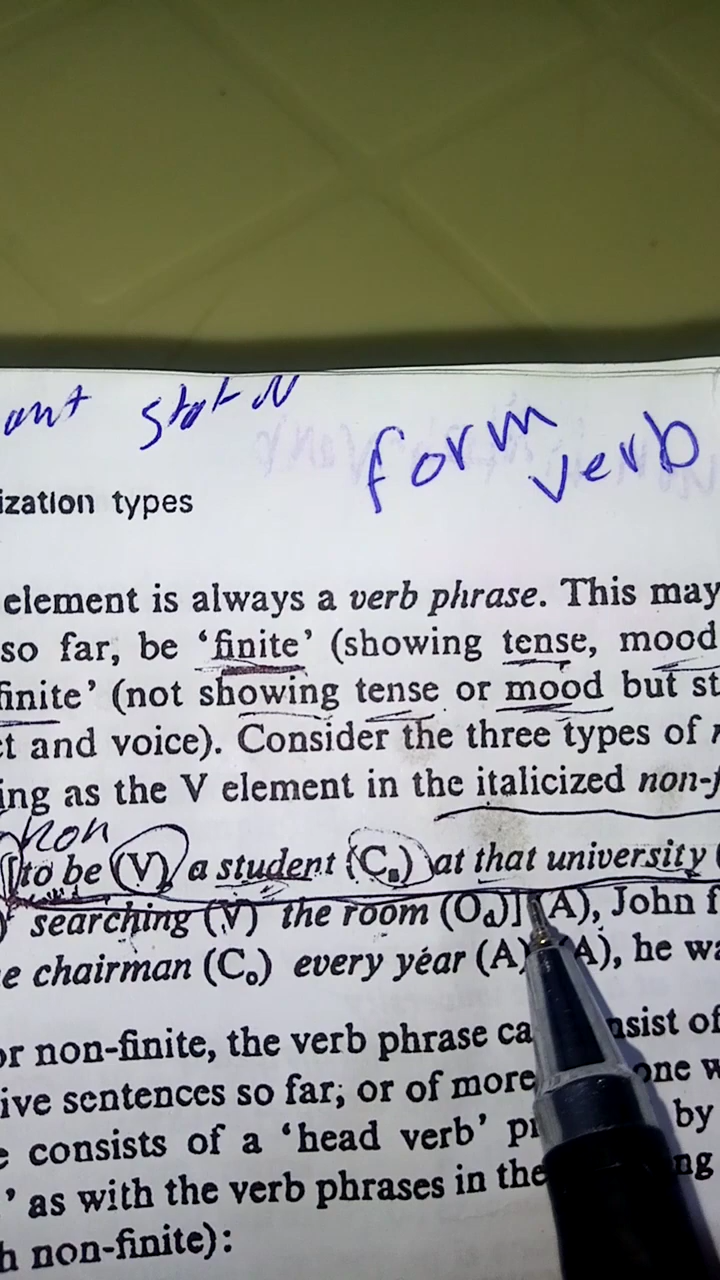 form
verb
ization types
element is always a verb phrase. This may
so far, be ‘finite’ (showing tense, mood
finite’ (not showing tense or mood but st
ct and voice). Consider the three types of
ing as the V element in the italicized non-f
non
[to be (V) a student (Cs) at that university (
searching (V) the room (Od)] (A), John f
e chairman (Co) every year (A) A), he wa
or non-finite, the verb phrase ca nsist of
ive sentences so far; or of more one w
e consists of a ‘head verb’ by
’ as with the verb phrases in the ng
h non-finite):